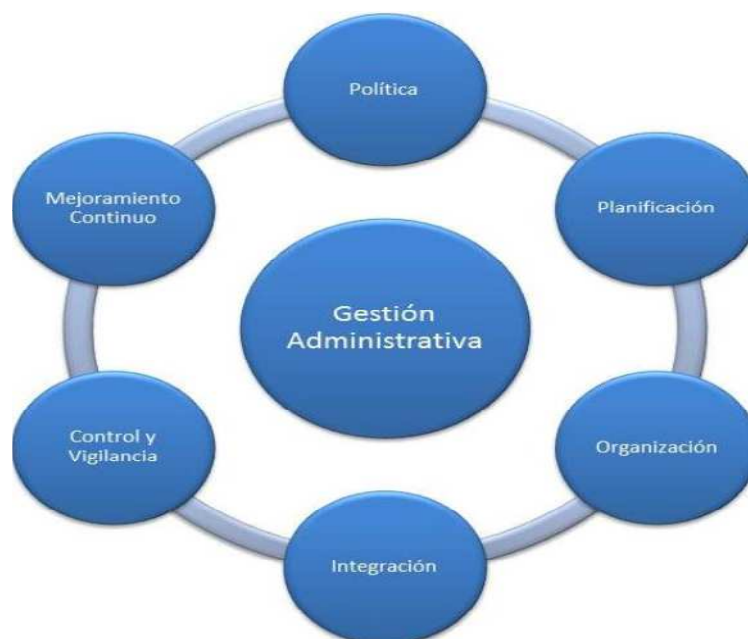 Política
Planificación
Organización
Integración
Control y
Vigilancia
Mejoramiento
Continuo
Gestión
Administrativa